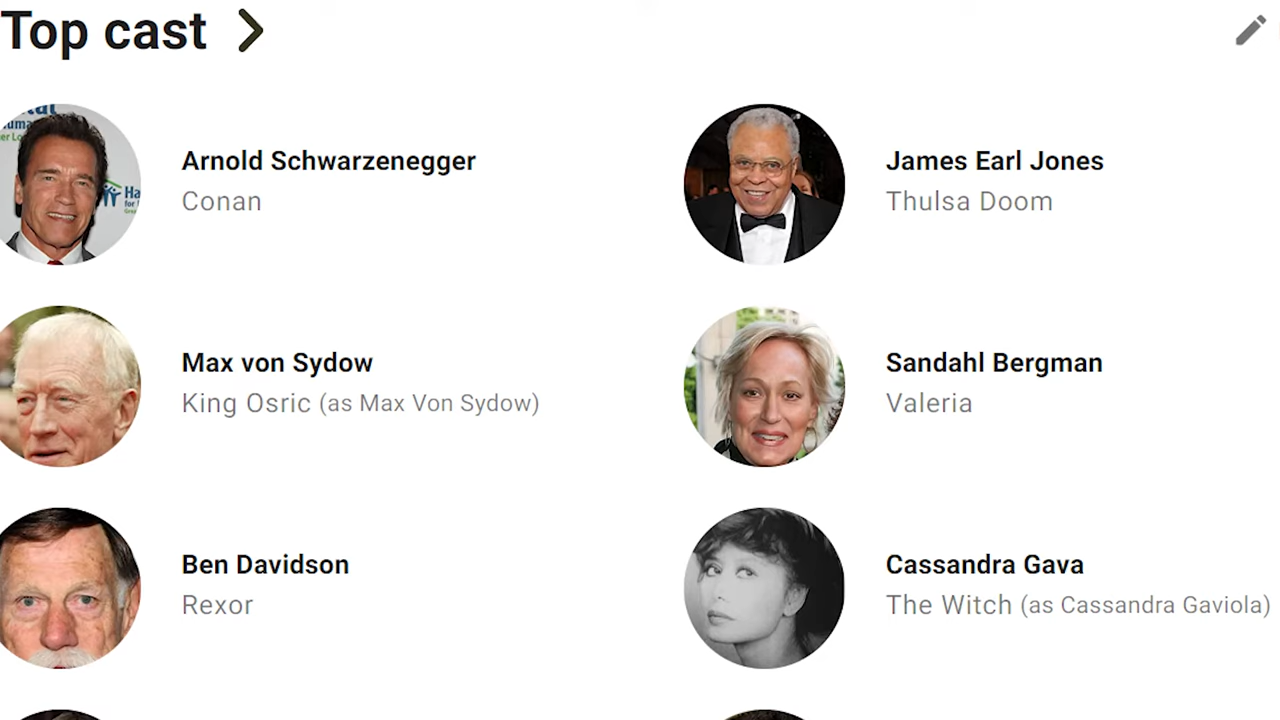 Top cast
Arnold Schwarzenegger
Conan
James Earl Jones
Thulsa Doom
Max von Sydow
King Osric (as Max Von Sydow)
Sandahl Bergman
Valeria
Ben Davidson
Rexor
Cassandra Gava
The Witch (as Cassandra Gaviola)